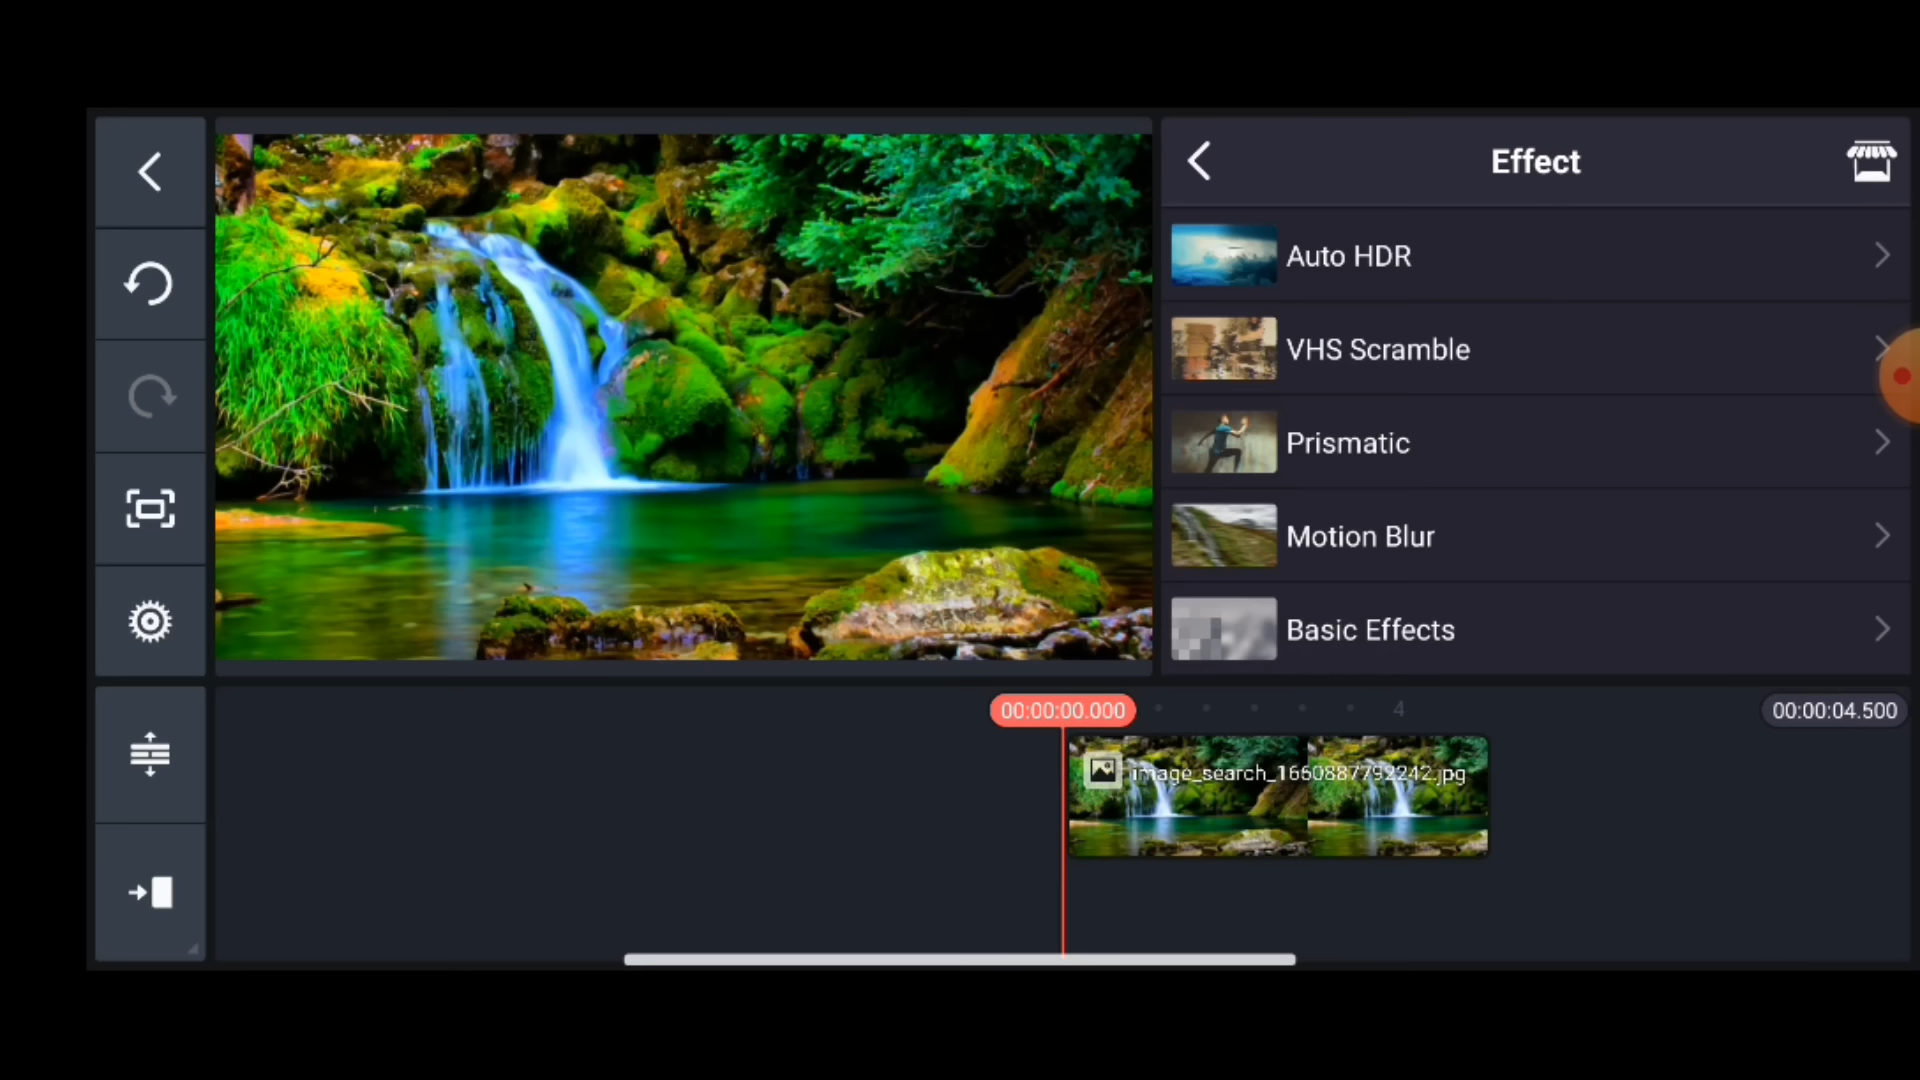 Effect
Auto HDR
VHS Scramble
Prismatic
Motion Blur
Basic Effects
00:00:00.000
4
00:00:04.500
image_search_1660887792242.jpg